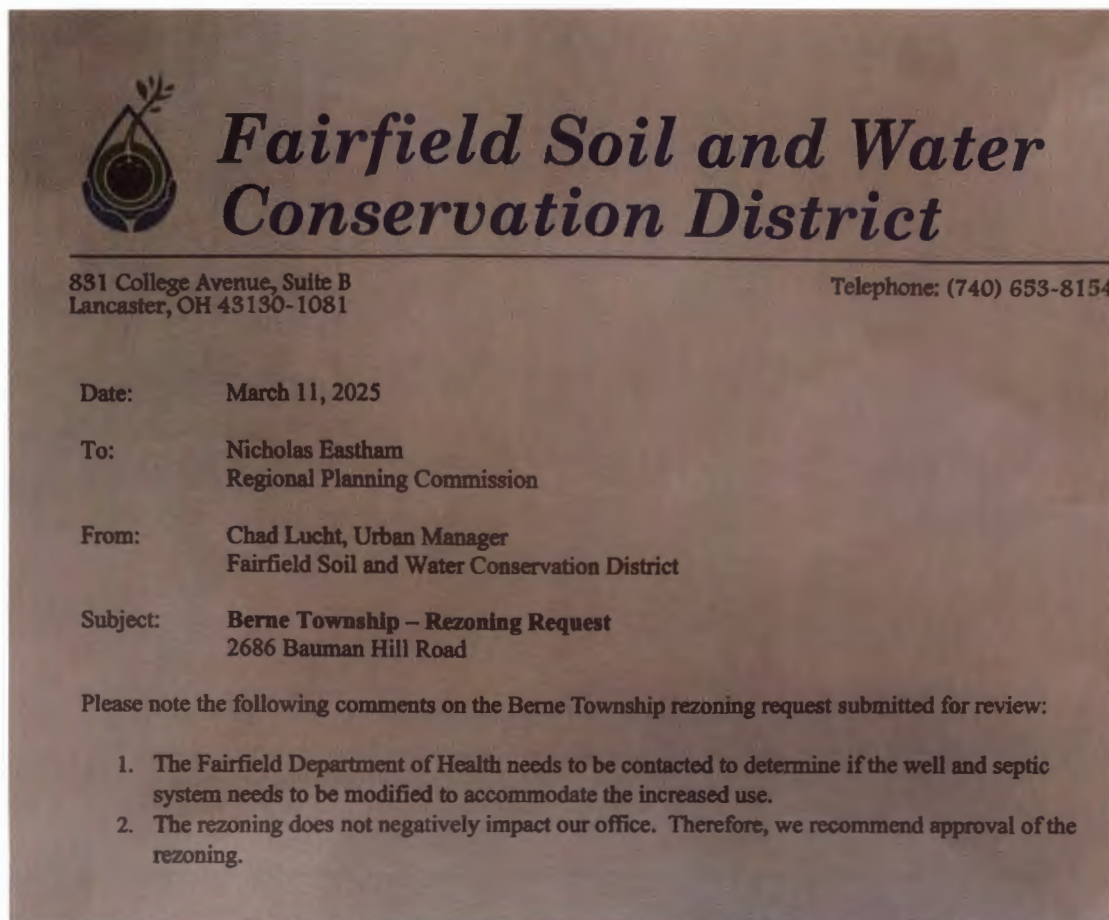 Fairfield Soil and Water
Conservation District
831 College Avenue, Suite B
Lancaster, OH 43130-1081
Telephone: (740) 653-8154
Date: March 11, 2025
To: Nicholas Eastham
Regional Planning Commission
From: Chad Lucht, Urban Manager
Fairfield Soil and Water Conservation District
Subject: Berne Township – Rezoning Request
2686 Bauman Hill Road
Please note the following comments on the Berne Township rezoning request submitted for review:
1. The Fairfield Department of Health needs to be contacted to determine if the well and septic
system needs to be modified to accommodate the increased use.
2. The rezoning does not negatively impact our office. Therefore, we recommend approval of the
rezoning.